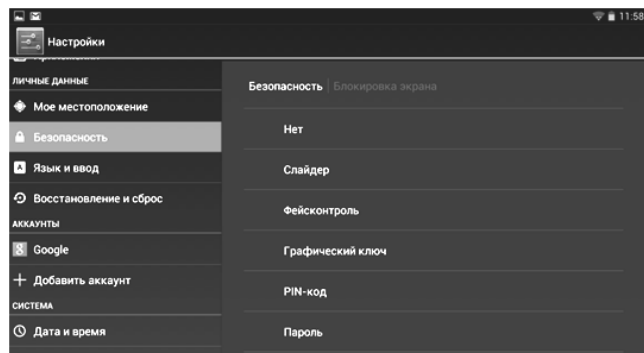 11:58
Настройки
Приложения
ЛИЧНЫЕ ДАННЫЕ
Мое местоположение
Безопасность
Язык и ввод
Восстановление и сброс
АККАУНТЫ
Google
Добавить аккаунт
СИСТЕМА
Дата и время
Безопасность Блокировка экрана
Нет
Слайдер
Фейсконтроль
Графический ключ
PIN-код
Пароль